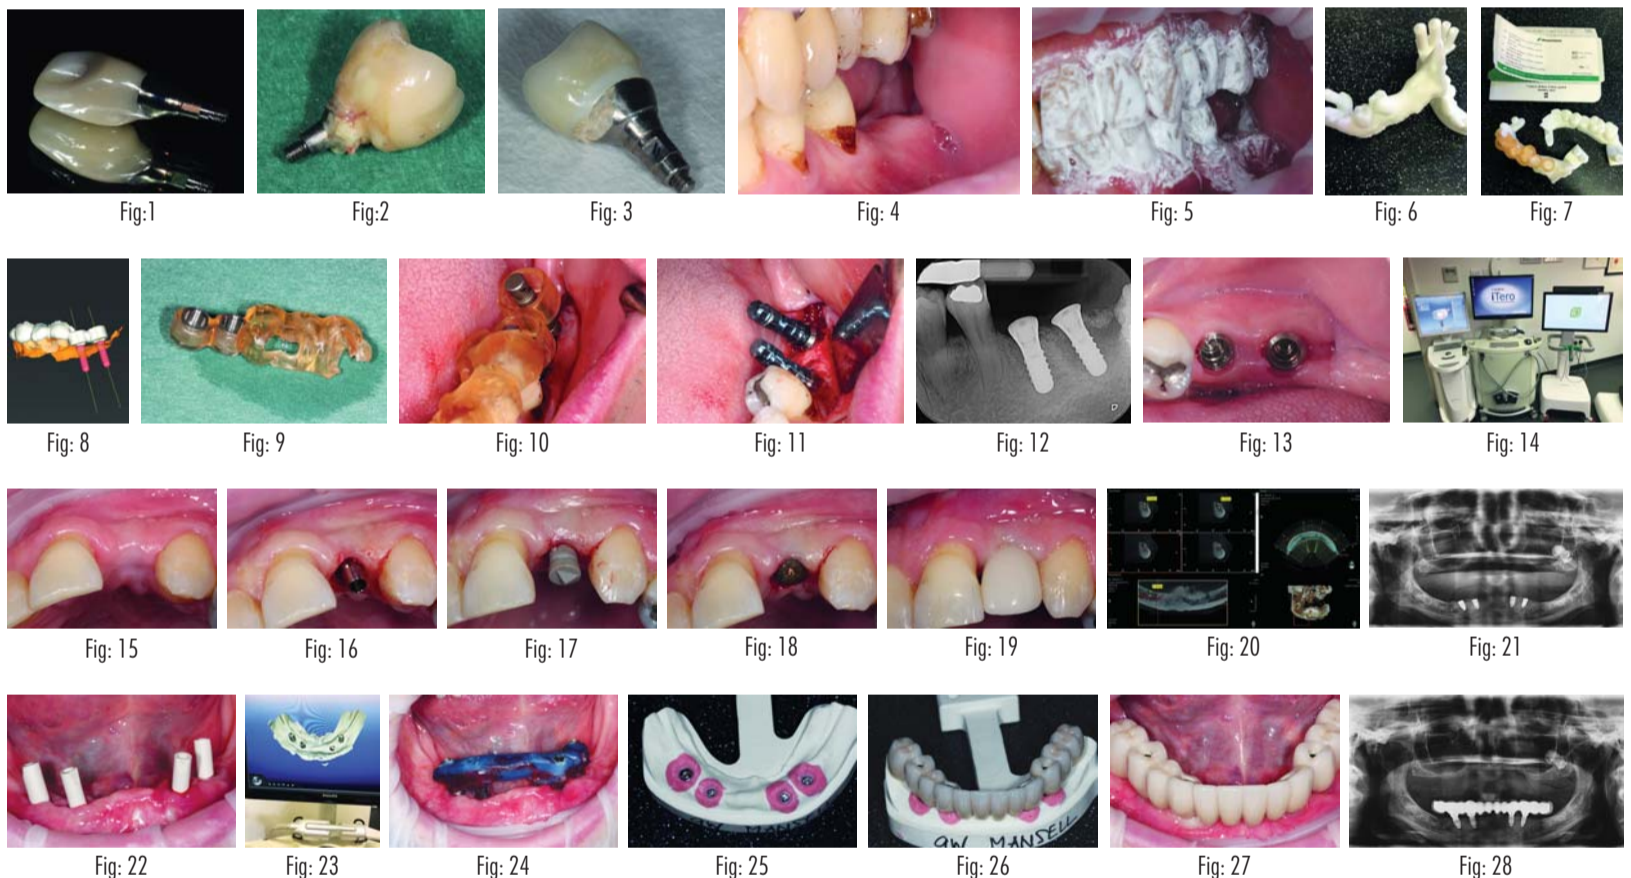 Fig:1
Fig:2
Fig: 3
Fig: 4
Fig: 5
Fig: 6
Fig: 7
iTero
D
Fig: 8
Fig: 9
Fig: 10
Fig: 11
Fig: 12
Fig: 13
Fig: 14
Fig: 15
Fig: 16
Fig: 17
Fig: 18
Fig: 19
Fig: 20
Fig: 21
PHILIPS
MANSELL
Fig: 22
Fig: 23
Fig: 24
Fig: 25
Fig: 26
Fig: 27
Fig: 28